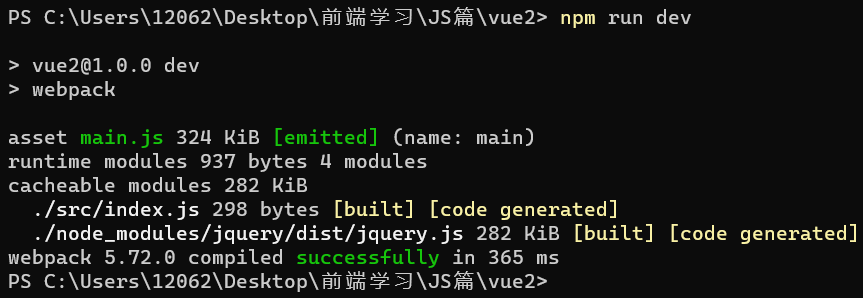 PS C:\Users\12062\Desktop\前端学习\JS篇\vue2> npm run dev
> vue2@1.0.0 dev
> webpack
asset main.js 324 KiB [emitted] (name: main)
runtime modules 937 bytes 4 modules
cacheable modules 282 KiB
./src/index.js 298 bytes [built] [code generated]
./node_modules/jquery/dist/jquery.js 282 KiB [built] [code generated]
webpack 5.72.0 compiled successfully in 365 ms
PS C:\Users\12062\Desktop\前端学习\JS篇\vue2>